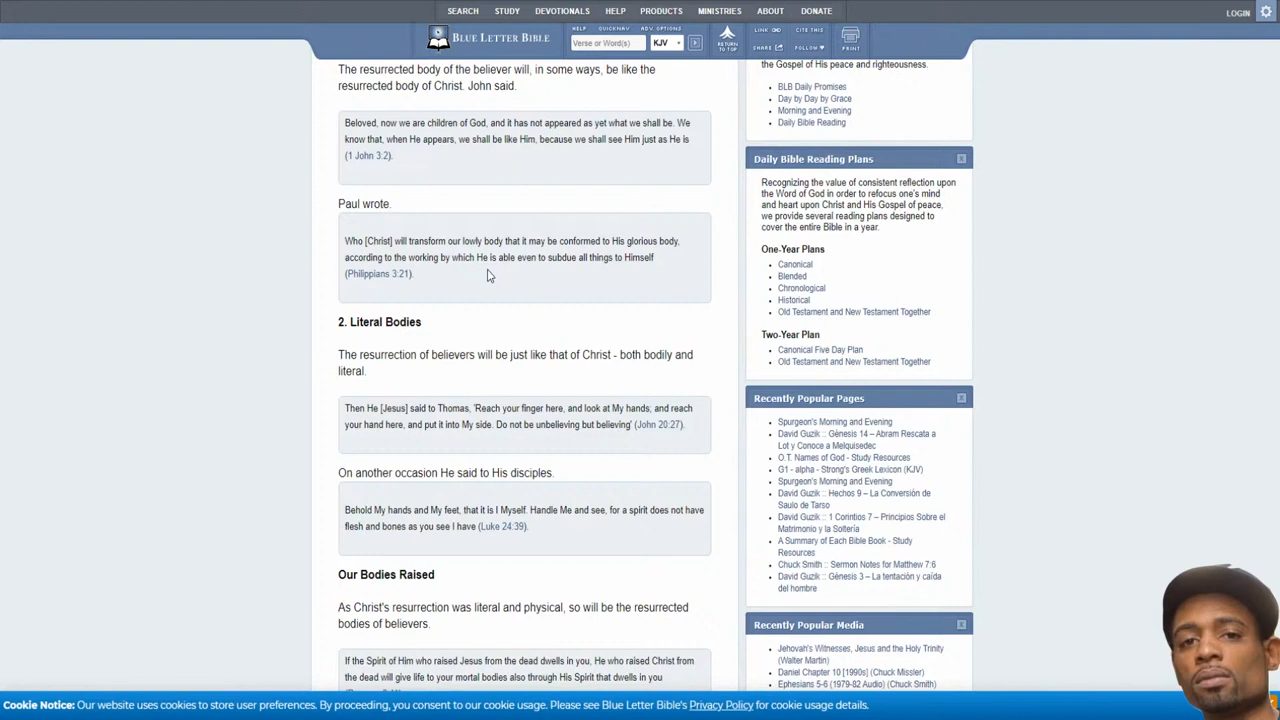 SEARCH STUDY DEVOTIONALS HELP PRODUCTS MINISTRIES ABOUT DONATE
LOGIN
BLUE LETTER BIBLE
HELP QUICKNAV ADV. OPTIONS
Verse or Word(s) KJV
RETURN TO TOP
LINK CITE THIS
SHARE FOLLOW
PRINT
The resurrected body of the believer will, in some ways, be like the
resurrected body of Christ. John said.
Beloved, now we are children of God, and it has not appeared as yet what we shall be. We
know that, when He appears, we shall be like Him, because we shall see Him just as He is
(1 John 3:2).
Paul wrote.
Who [Christ] will transform our lowly body that it may be conformed to His glorious body,
according to the working by which He is able even to subdue all things to Himself
(Philippians 3:21).
2. Literal Bodies
The resurrection of believers will be just like that of Christ - both bodily and
literal.
Then He [Jesus] said to Thomas, 'Reach your finger here, and look at My hands; and reach
your hand here, and put it into My side. Do not be unbelieving but believing' (John 20:27).
On another occasion He said to His disciples.
Behold My hands and My feet, that it is I Myself. Handle Me and see, for a spirit does not have
flesh and bones as you see I have (Luke 24:39).
Our Bodies Raised
As Christ's resurrection was literal and physical, so will be the resurrected
bodies of believers.
If the Spirit of Him who raised Jesus from the dead dwells in you, He who raised Christ from
the dead will give life to your mortal bodies also through His Spirit that dwells in you
the Gospel of His peace and righteousness.
BLB Daily Promises
Day by Day by Grace
Morning and Evening
Daily Bible Reading
Daily Bible Reading Plans
Recognizing the value of consistent reflection upon
the Word of God in order to refocus one's mind
and heart upon Christ and His Gospel of peace,
we provide several reading plans designed to
cover the entire Bible in a year.
One-Year Plans
Canonical
Blended
Chronological
Historical
Old Testament and New Testament Together
Two-Year Plan
Canonical Five Day Plan
Old Testament and New Testament Together
Recently Popular Pages
Spurgeon's Morning and Evening
David Guzik :: Génesis 14 – Abram Rescata a
Lot y Conoce a Melquisedec
O.T. Names of God - Study Resources
G1 - alpha - Strong's Greek Lexicon (KJV)
Spurgeon's Morning and Evening
David Guzik :: Hechos 9 – La Conversión de
Saulo de Tarso
David Guzik :: 1 Corintios 7 – Principios Sobre el
Matrimonio y la Soltería
A Summary of Each Bible Book - Study
Resources
Chuck Smith :: Sermon Notes for Matthew 7:6
David Guzik :: Génesis 3 – La tentación y caída
del hombre
Recently Popular Media
Jehovah's Witnesses, Jesus and the Holy Trinity
(Walter Martin)
Daniel Chapter 10 [1990s] (Chuck Missler)
Ephesians 5-6 (1979-82 Audio) (Chuck Smith)
Cookie Notice: Our website uses cookies to store user preferences. By proceeding, you consent to our cookie usage. Please see Blue Letter Bible's Privacy Policy for cookie usage details.